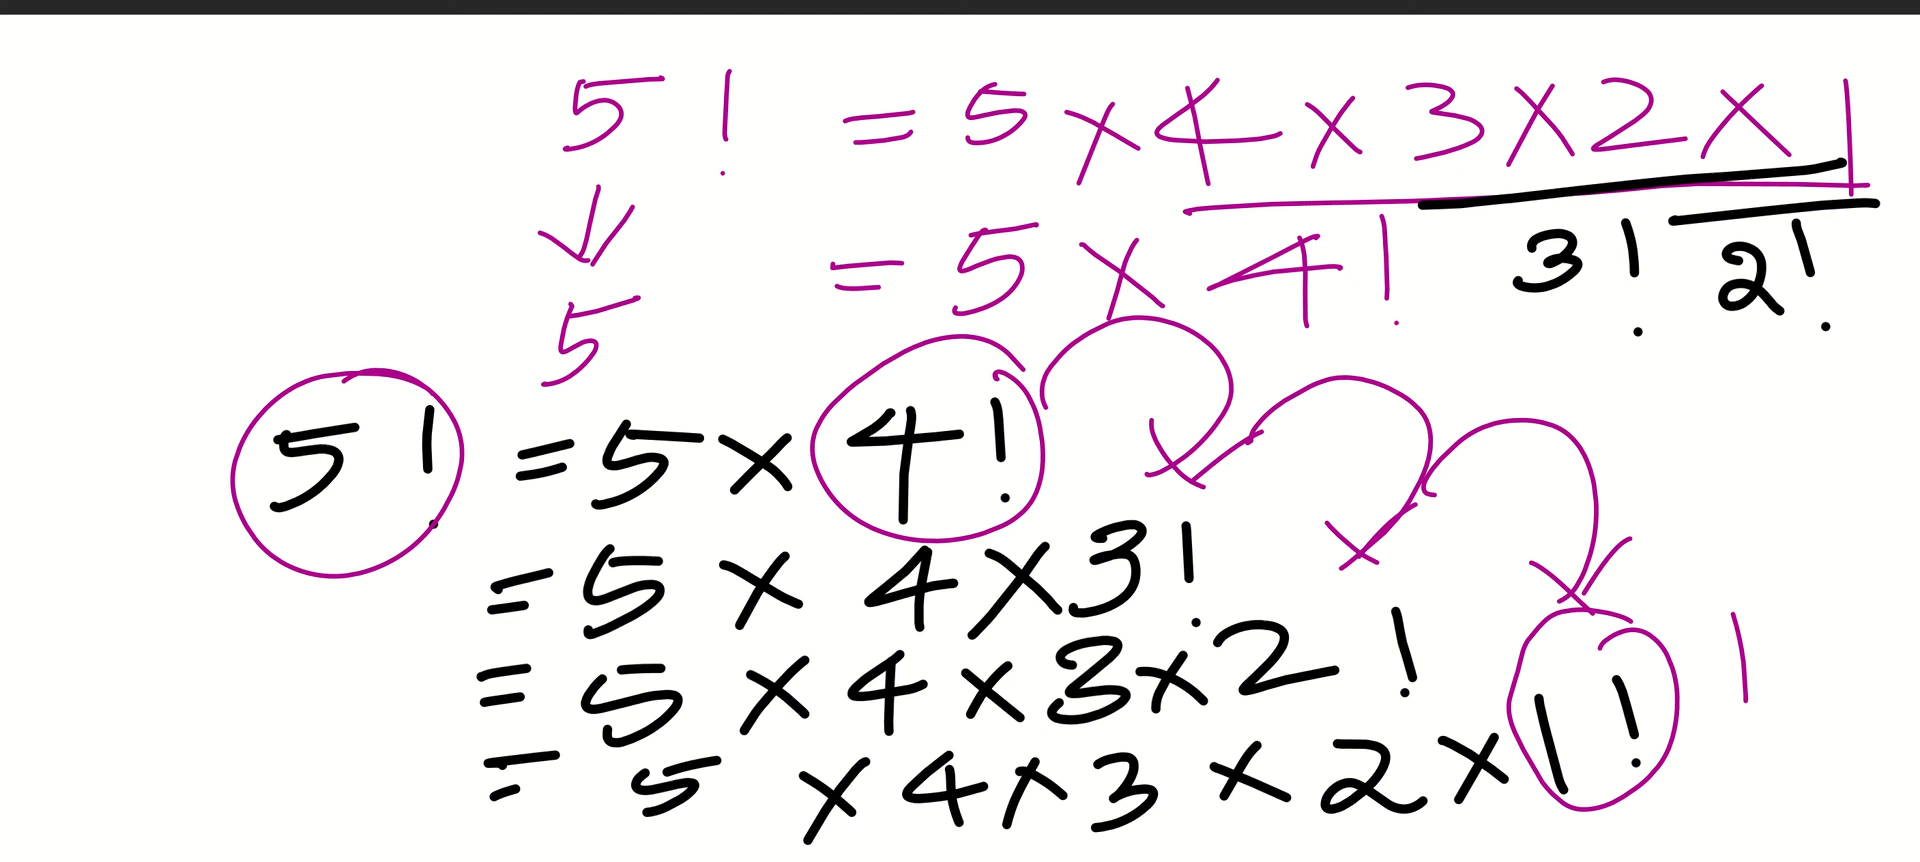 5! = 5 x 4 x 3 x 2 x 1
= 5 x 4! 3! 2!
5
5! = 5 x 4!
= 5 x 4 x 3!
= 5 x 4 x 3 x 2! 1
= 5 x 4 x 3 x 2 x 1!